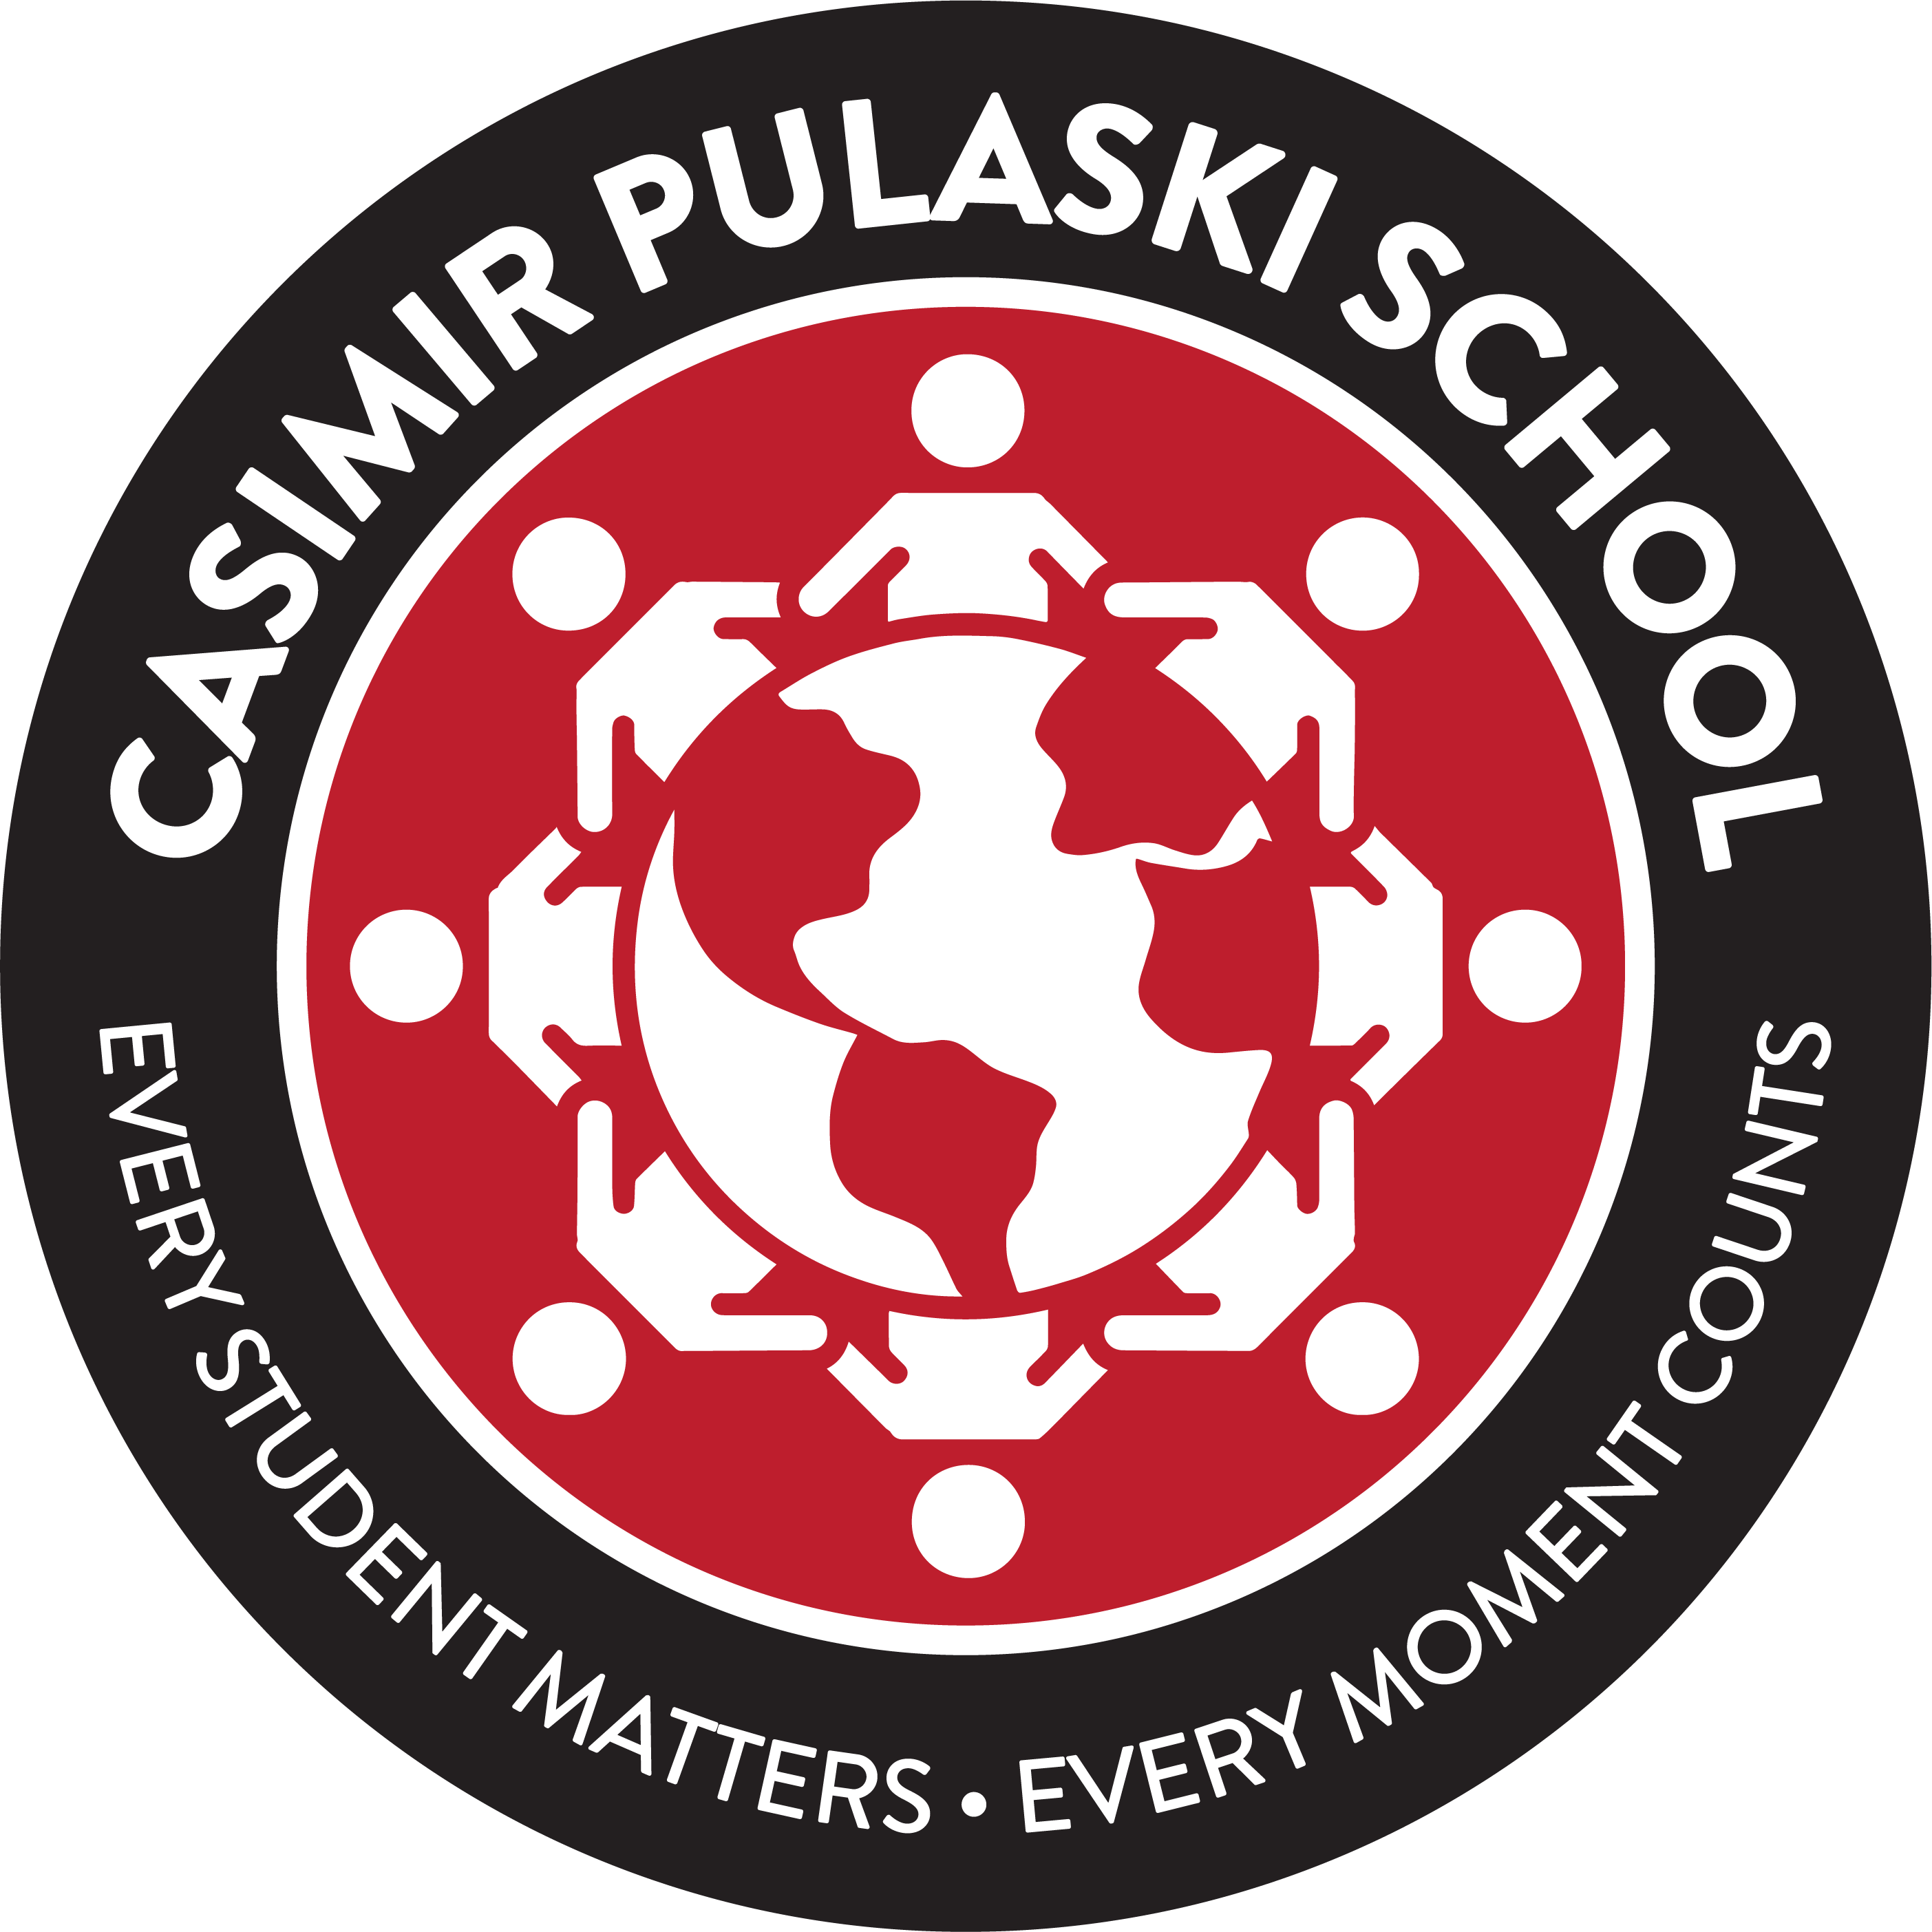 CASIMIR PULASKI SCHOOL
EVERY STUDENT MATTERS • EVERY MOMENT COUNTS